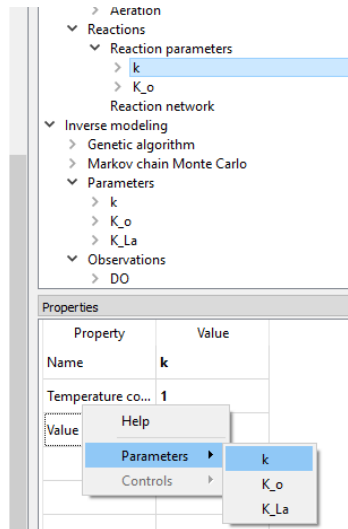 Aeration
Reactions
Reaction parameters
k
K_o
Reaction network
Inverse modeling
Genetic algorithm
Markov chain Monte Carlo
Parameters
k
K_o
K_La
Observations
DO
Properties
Property Value
Name k
Temperature co... 1
Value
Help
Parameters k
Controls K_o
K_La